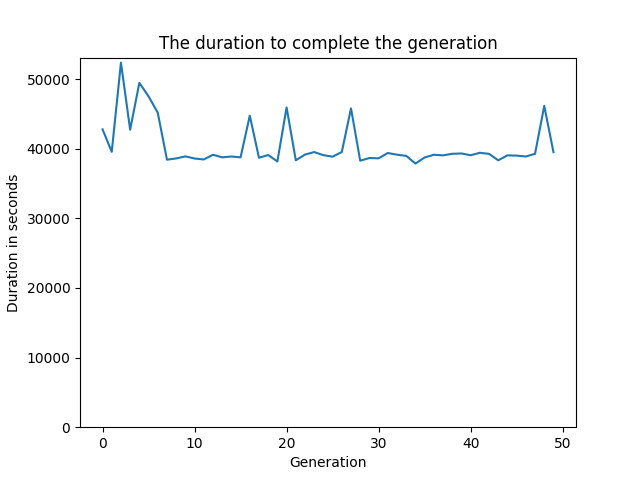 The duration to complete the generation
50000
40000
30000
20000
10000
0
Duration in seconds
0 10 20 30 40 50
Generation